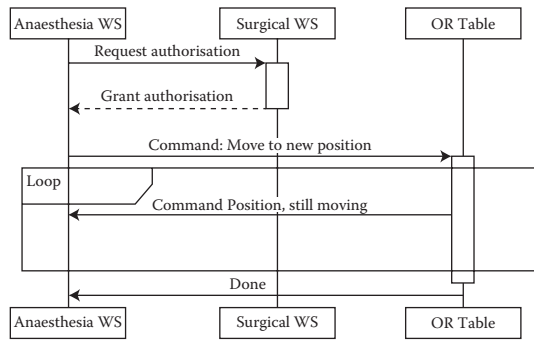 Anaesthesia WS
Surgical WS
OR Table
Request authorisation
Grant authorisation
Command: Move to new position
Loop
Command Position, still moving
Done
Anaesthesia WS
Surgical WS
OR Table